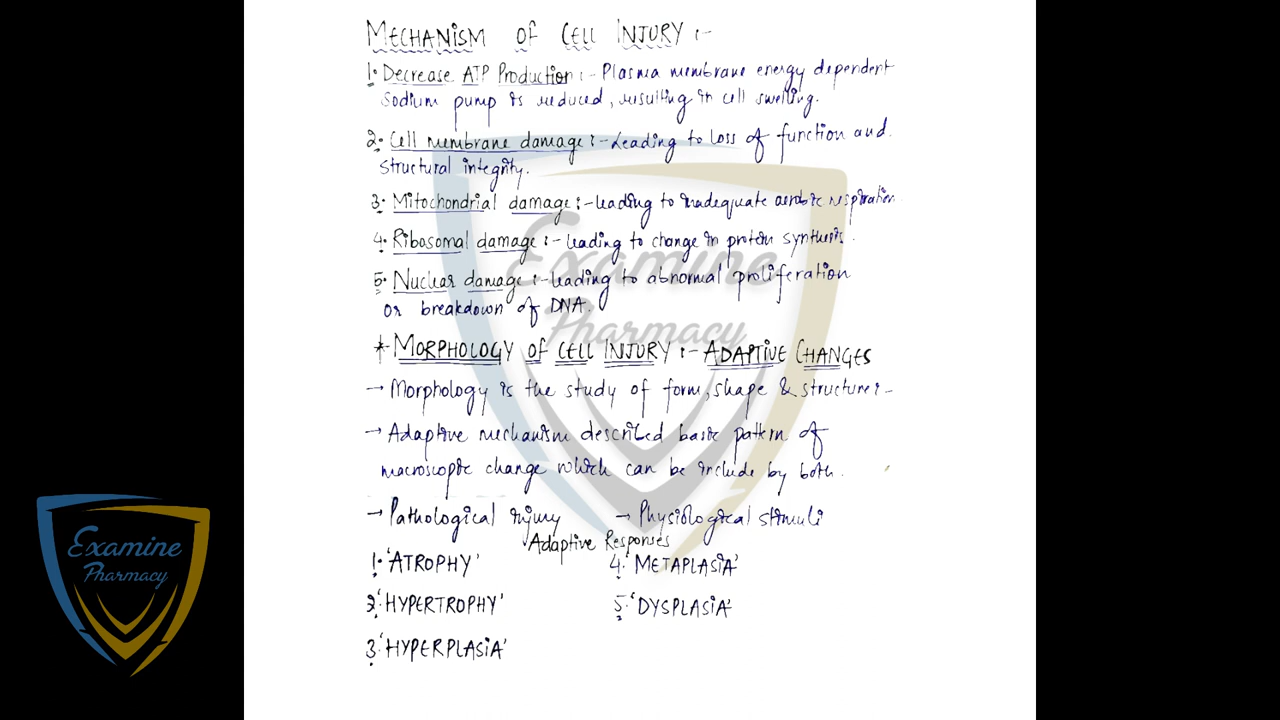 MECHANISM OF CELL INJURY :-
1. Decrease ATP Production :- Plasma membrane energy dependent
Sodium pump is reduced, resulting in cell swelling.
2. Cell membrane damage :- Leading to loss of function and
structural integrity.
3. Mitochondrial damage :- leading to inadequate aerobic respiration
4. Ribosomal damage :- leading to change in protein synthesis.
5. Nuclear damage :- leading to abnormal proliferation
or breakdown of DNA.
* MORPHOLOGY OF CELL INJURY :- ADAPTIVE CHANGES
→ Morphology is the study of form, shape & structure :-
→ Adaptive mechanism described basic pattern of
macroscopic change which can be include by both.
→ Pathological injury → Physiological stimuli
Adaptive Responses
1. 'ATROPHY' 4. 'METAPLASIA'
2. 'HYPERTROPHY' 5. 'DYSPLASIA'
3. 'HYPERPLASIA'
Examine
Pharmacy
Examine
Pharmacy